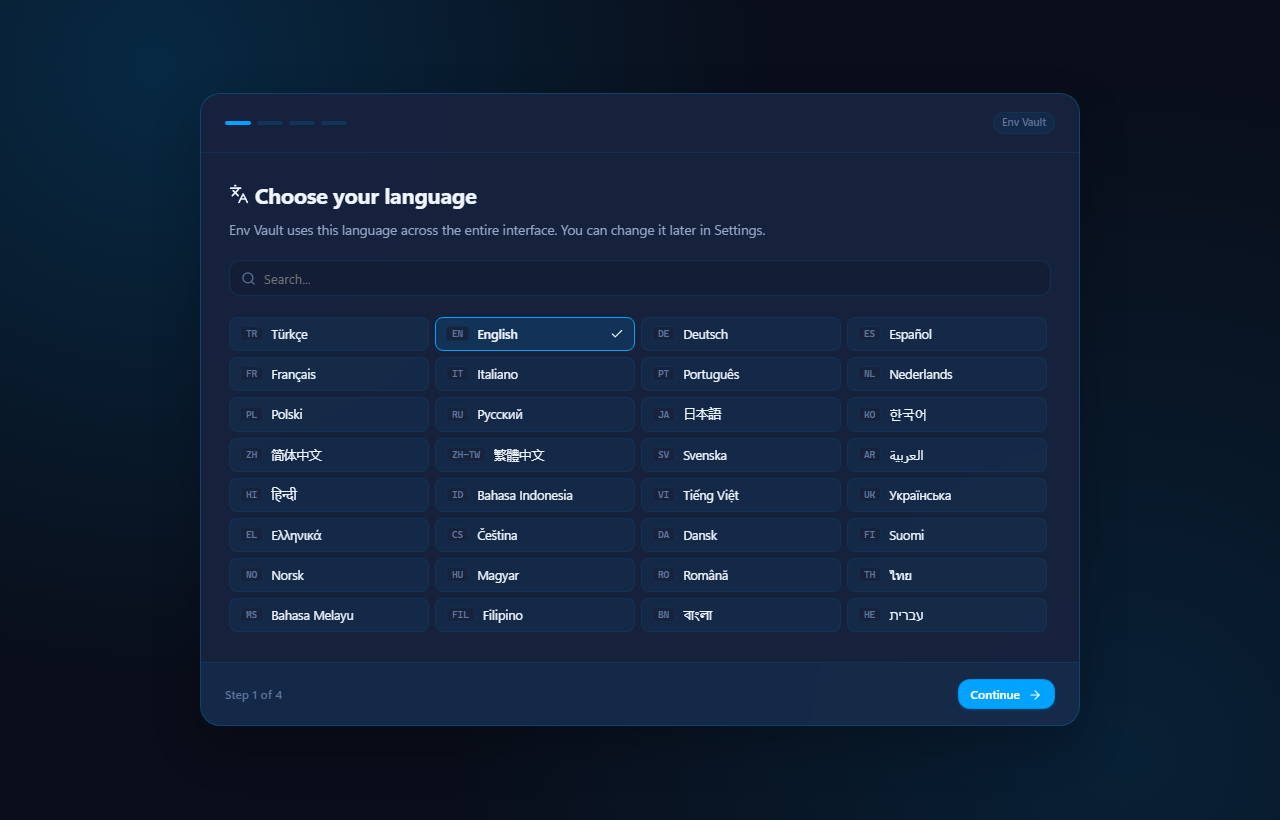 Env Vault
Choose your language
Env Vault uses this language across the entire interface. You can change it later in Settings.
Search...
TR Türkçe
EN English
DE Deutsch
ES Español
FR Français
IT Italiano
PT Português
NL Nederlands
PL Polski
RU Русский
JA 日本語
KO 한국어
ZH 简体中文
ZH-TW 繁體中文
SV Svenska
AR العربية
HI हिन्दी
ID Bahasa Indonesia
VI Tiếng Việt
UK Українська
EL Ελληνικά
CS Čeština
DA Dansk
FI Suomi
NO Norsk
HU Magyar
RO Română
TH ไทย
MS Bahasa Melayu
FIL Filipino
BN বাংলা
HE עברית
Step 1 of 4
Continue